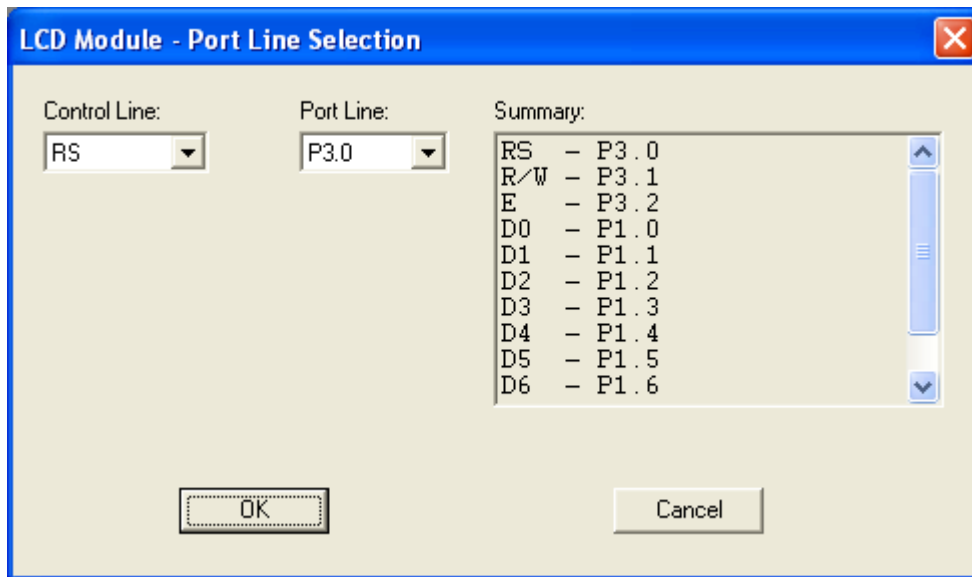 LCD Module - Port Line Selection
Control Line:
Port Line:
Summary:
RS
P3.0
RS - P3.0
R/W - P3.1
E - P3.2
D0 - P1.0
D1 - P1.1
D2 - P1.2
D3 - P1.3
D4 - P1.4
D5 - P1.5
D6 - P1.6
OK
Cancel